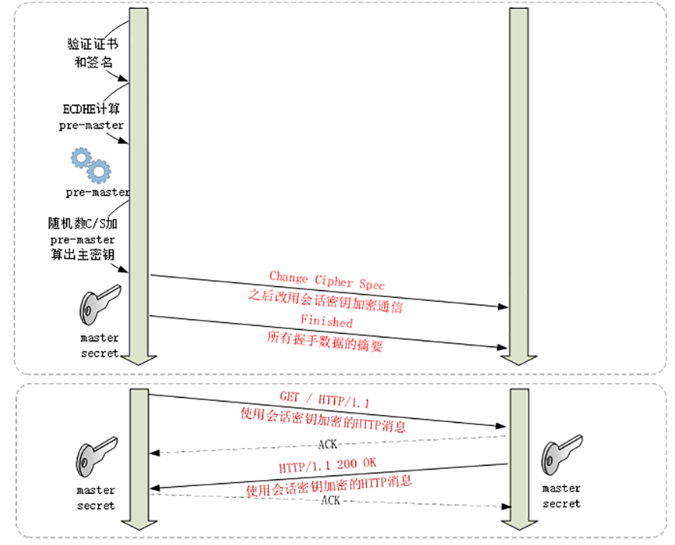 验证证书
和签名
ECDHE计算
pre-master
pre-master
随机数C/S加
pre-master
算出主密钥
Change Cipher Spec
之后改用会话密钥加密通信
Finished
所有握手数据的摘要
master
secret
GET / HTTP/1.1
使用会话密钥加密的HTTP消息
ACK
HTTP/1.1 200 OK
使用会话密钥加密的HTTP消息
ACK
master
secret
master
secret